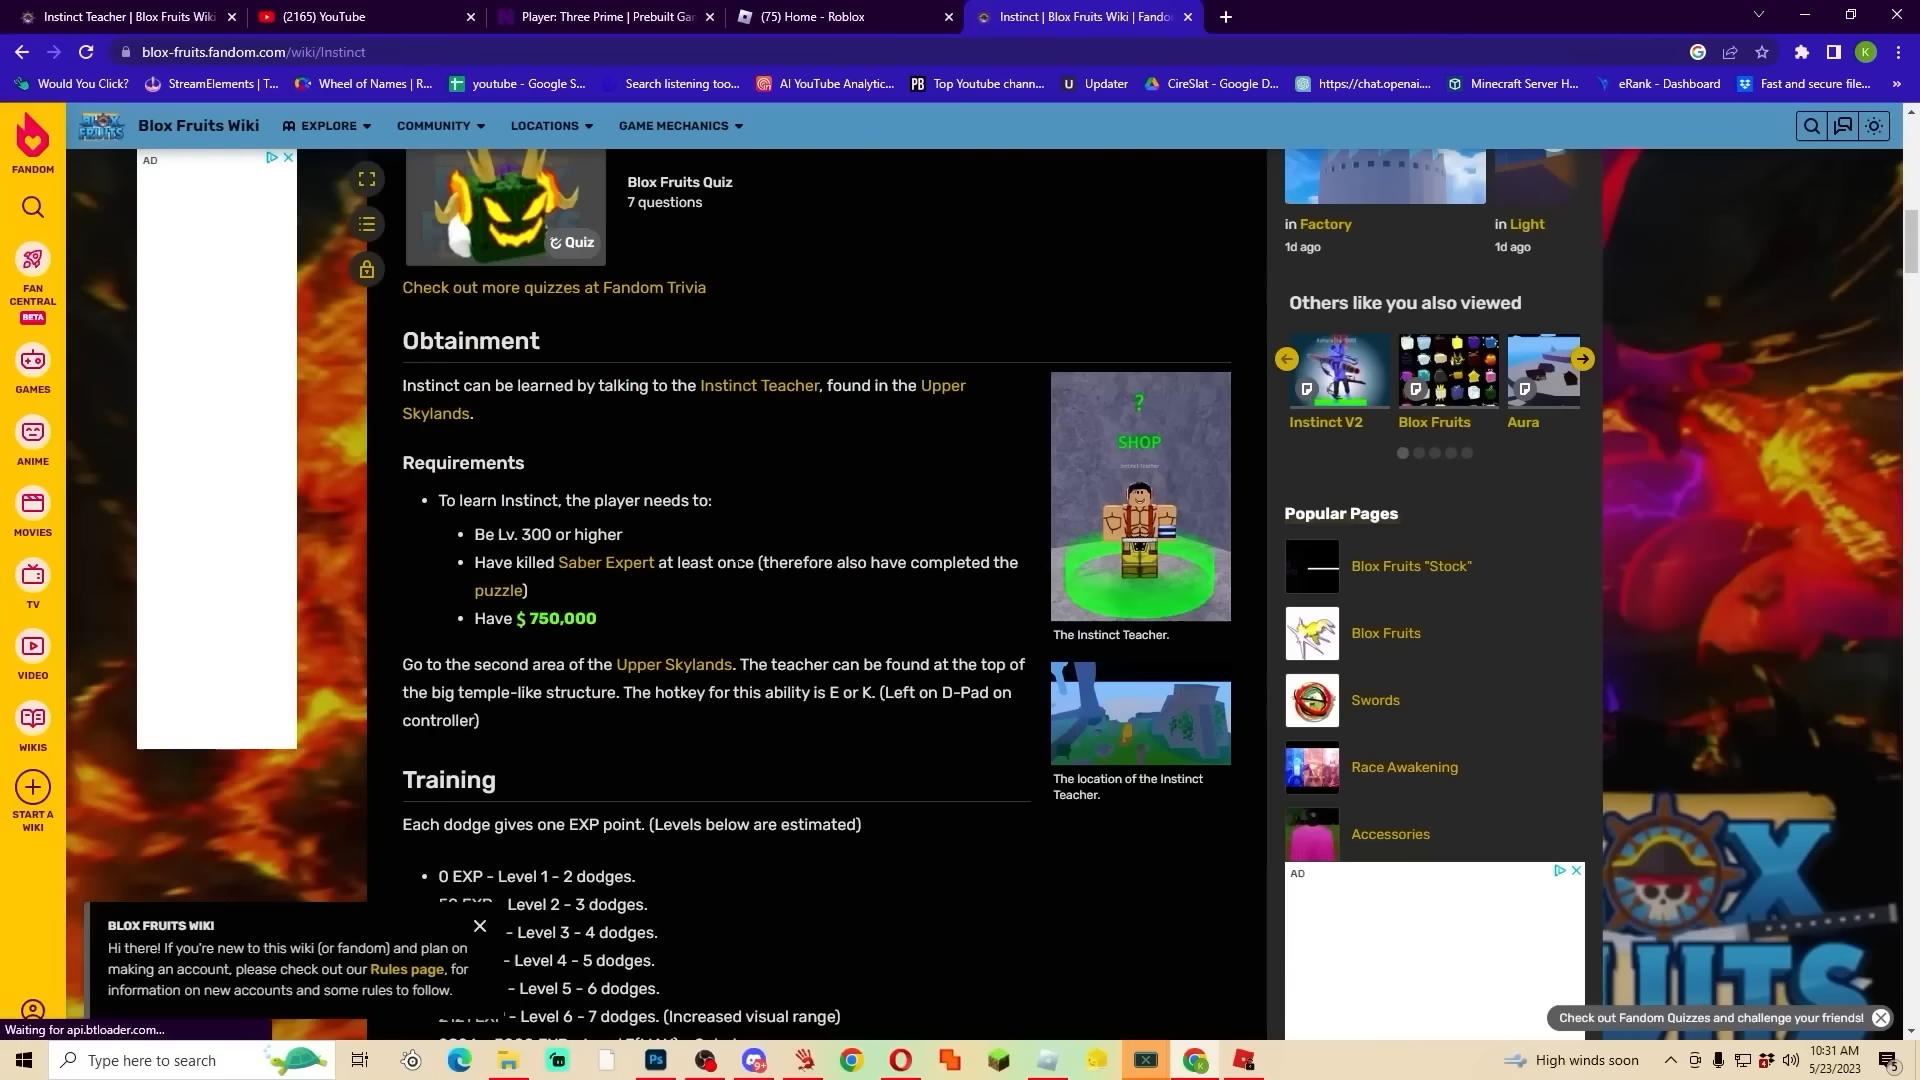 Instinct Teacher | Blox Fruits Wiki
(2165) YouTube
Player: Three Prime | Prebuilt Gar
(75) Home - Roblox
Instinct | Blox Fruits Wiki | Fando
blox-fruits.fandom.com/wiki/Instinct
K
Would You Click?
StreamElements | T...
Wheel of Names | R...
youtube - Google S...
Search listening too...
AI YouTube Analytic...
PB
Top Youtube chann...
U
Updater
CireSlat - Google D...
https://chat.openai....
Minecraft Server H...
eRank - Dashboard
Fast and secure file...
»
BLOX FRUITS
Blox Fruits Wiki
EXPLORE
COMMUNITY
LOCATIONS
GAME MECHANICS
FANDOM
FAN CENTRAL
BETA
GAMES
ANIME
MOVIES
TV
VIDEO
WIKIS
START A WIKI
AD
Quiz
Blox Fruits Quiz
7 questions
Check out more quizzes at Fandom Trivia
Obtainment
Instinct can be learned by talking to the Instinct Teacher, found in the Upper
Skylands.
Requirements
• To learn Instinct, the player needs to:
• Be Lv. 300 or higher
• Have killed Saber Expert at least once (therefore also have completed the
puzzle)
• Have $ 750,000
Go to the second area of the Upper Skylands. The teacher can be found at the top of
the big temple-like structure. The hotkey for this ability is E or K. (Left on D-Pad on
controller)
?
SHOP
Instinct Teacher
The Instinct Teacher.
The location of the Instinct
Teacher.
Training
Each dodge gives one EXP point. (Levels below are estimated)
• 0 EXP - Level 1 - 2 dodges.
Level 2 - 3 dodges.
- Level 3 - 4 dodges.
- Level 4 - 5 dodges.
- Level 5 - 6 dodges.
- Level 6 - 7 dodges. (Increased visual range)
in Factory
1d ago
in Light
1d ago
Others like you also viewed
Instinct V2
Blox Fruits
Aura
Popular Pages
Blox Fruits "Stock"
Blox Fruits
Swords
Race Awakening
Accessories
AD
BLOX FRUITS WIKI
Hi there! If you're new to this wiki (or fandom) and plan on
making an account, please check out our Rules page, for
information on new accounts and some rules to follow.
Check out Fandom Quizzes and challenge your friends!
Waiting for api.btloader.com...
Type here to search
Ps
9+
High winds soon
10:31 AM
5/23/2023
5